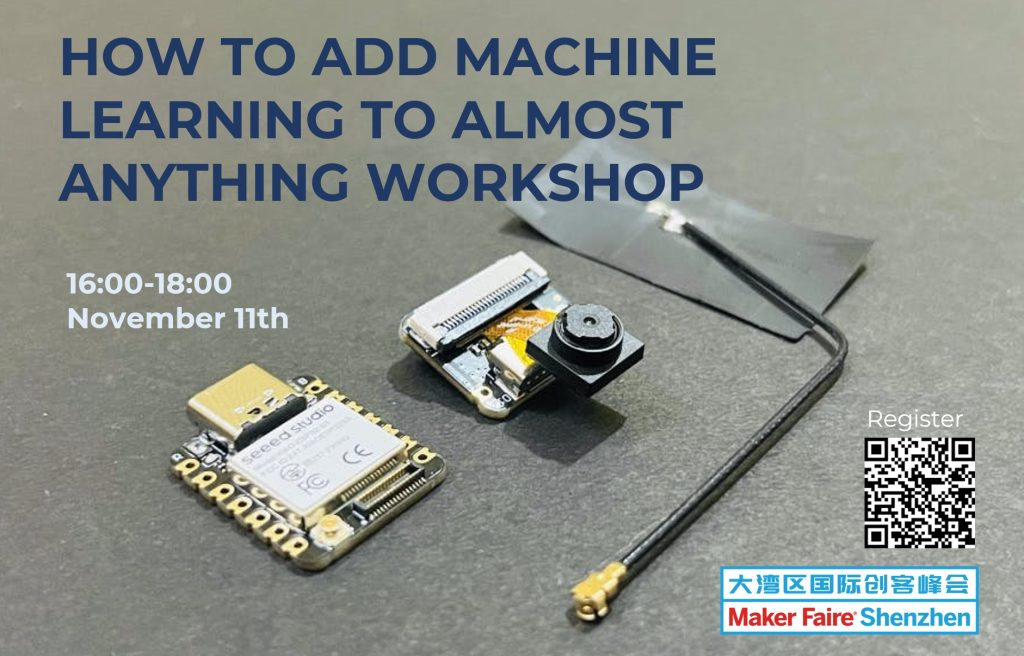 HOW TO ADD MACHINE
LEARNING TO ALMOST
ANYTHING WORKSHOP
16:00-18:00
November 11th
seeed studio
FC CE
Register
大湾区国际创客峰会
Maker Faire® Shenzhen